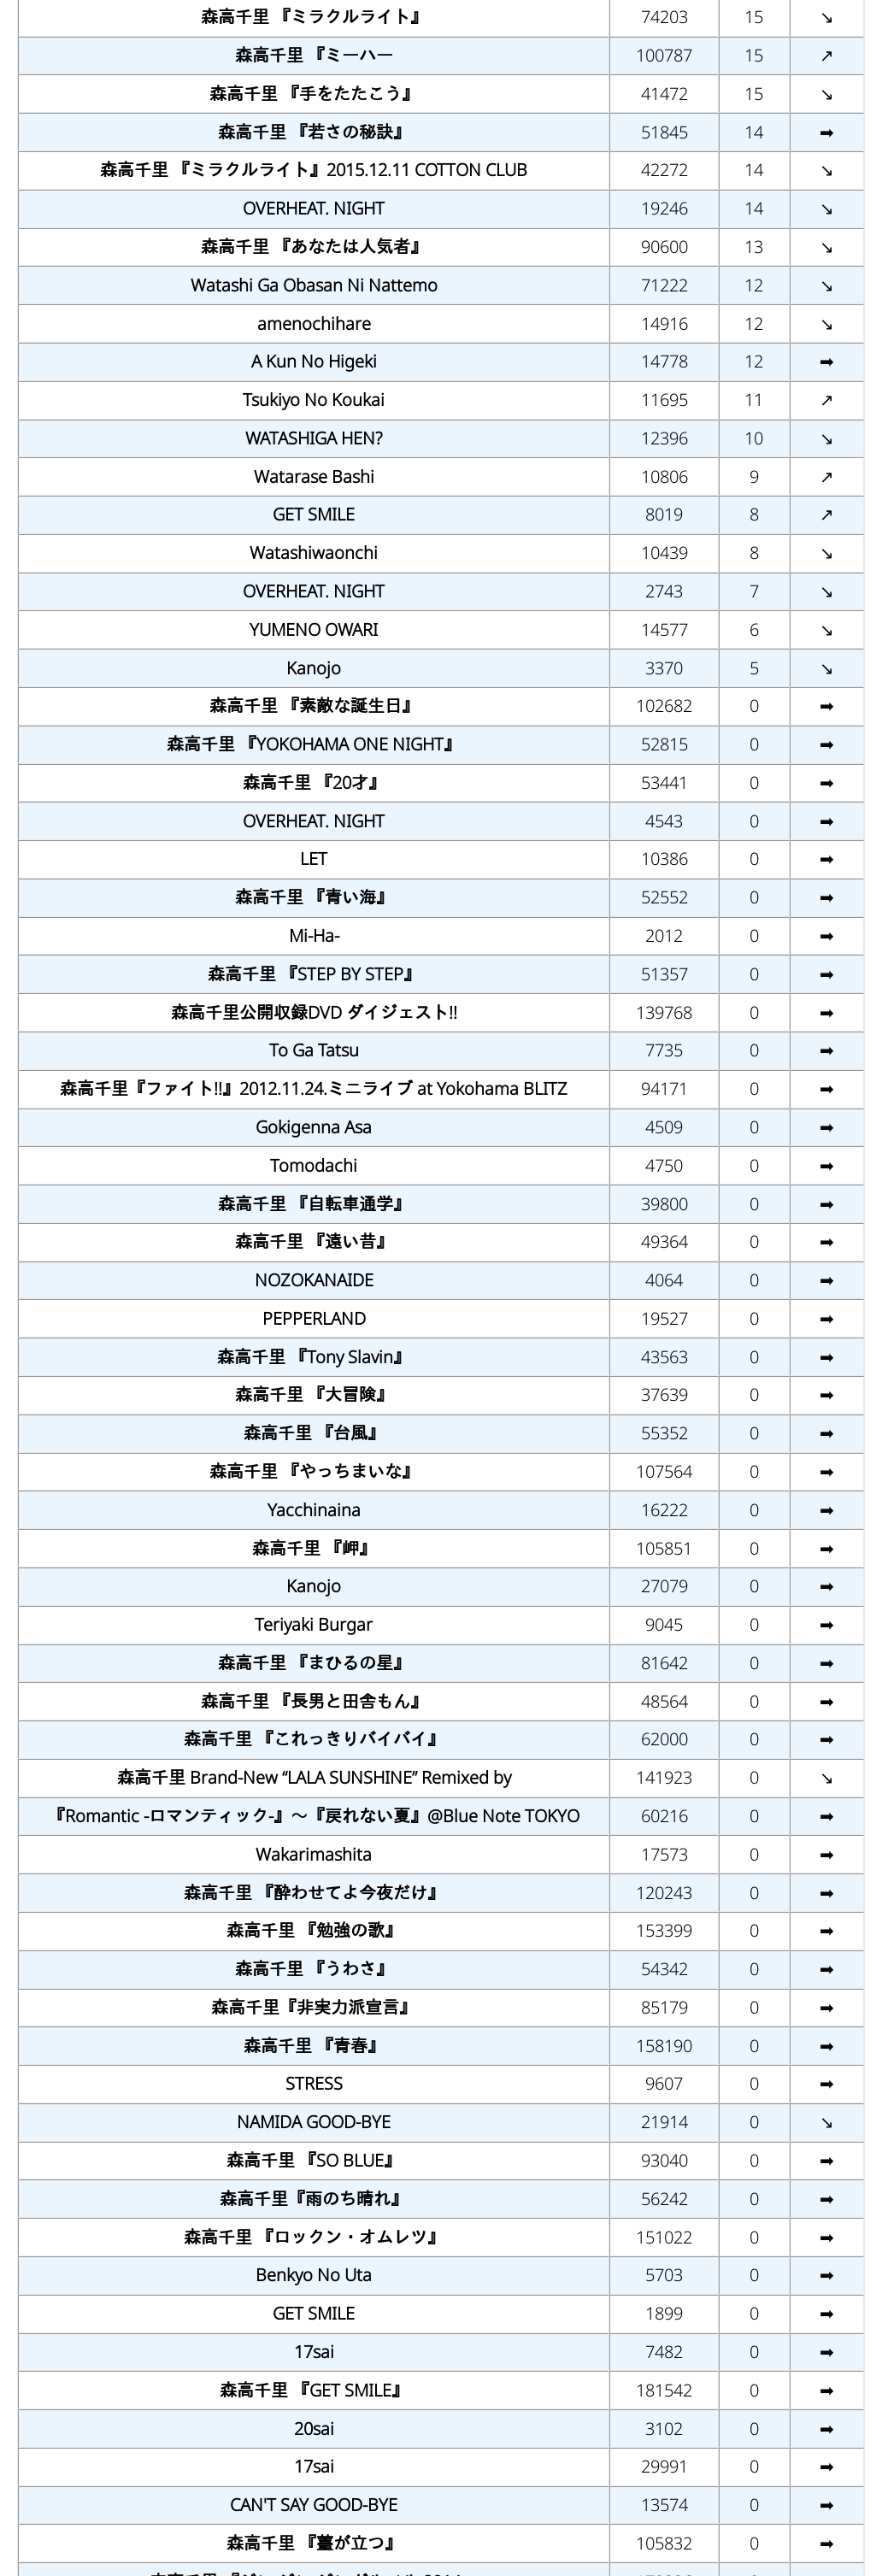 森高千里 『ミラクルライト』 74203 15 ↘
森高千里 『ミーハー 100787 15 ↗
森高千里 『手をたたこう』 41472 15 ↘
森高千里 『若さの秘訣』 51845 14 ➡
森高千里 『ミラクルライト』2015.12.11 COTTON CLUB 42272 14 ↘
OVERHEAT. NIGHT 19246 14 ↘
森高千里 『あなたは人気者』 90600 13 ↘
Watashi Ga Obasan Ni Nattemo 71222 12 ↘
amenochihare 14916 12 ↘
A Kun No Higeki 14778 12 ➡
Tsukiyo No Koukai 11695 11 ↗
WATASHIGA HEN? 12396 10 ↘
Watarase Bashi 10806 9 ↗
GET SMILE 8019 8 ↗
Watashiwaonchi 10439 8 ↘
OVERHEAT. NIGHT 2743 7 ↘
YUMENO OWARI 14577 6 ↘
Kanojo 3370 5 ↘
森高千里 『素敵な誕生日』 102682 0 ➡
森高千里 『YOKOHAMA ONE NIGHT』 52815 0 ➡
森高千里 『20才』 53441 0 ➡
OVERHEAT. NIGHT 4543 0 ➡
LET 10386 0 ➡
森高千里 『青い海』 52552 0 ➡
Mi-Ha- 2012 0 ➡
森高千里 『STEP BY STEP』 51357 0 ➡
森高千里公開収録DVD ダイジェスト!! 139768 0 ➡
To Ga Tatsu 7735 0 ➡
森高千里『ファイト!!』2012.11.24.ミニライブ at Yokohama BLITZ 94171 0 ➡
Gokigenna Asa 4509 0 ➡
Tomodachi 4750 0 ➡
森高千里 『自転車通学』 39800 0 ➡
森高千里 『遠い昔』 49364 0 ➡
NOZOKANAIDE 4064 0 ➡
PEPPERLAND 19527 0 ➡
森高千里 『Tony Slavin』 43563 0 ➡
森高千里 『大冒険』 37639 0 ➡
森高千里 『台風』 55352 0 ➡
森高千里 『やっちまいな』 107564 0 ➡
Yacchinaina 16222 0 ➡
森高千里 『岬』 105851 0 ➡
Kanojo 27079 0 ➡
Teriyaki Burgar 9045 0 ➡
森高千里 『まひるの星』 81642 0 ➡
森高千里 『長男と田舎もん』 48564 0 ➡
森高千里 『これっきりバイバイ』 62000 0 ➡
森高千里 Brand-New “LALA SUNSHINE” Remixed by 141923 0 ↘
『Romantic -ロマンティック-』～『戻れない夏』@Blue Note TOKYO 60216 0 ➡
Wakarimashita 17573 0 ➡
森高千里 『酔わせてよ今夜だけ』 120243 0 ➡
森高千里 『勉強の歌』 153399 0 ➡
森高千里 『うわさ』 54342 0 ➡
森高千里『非実力派宣言』 85179 0 ➡
森高千里 『青春』 158190 0 ➡
STRESS 9607 0 ➡
NAMIDA GOOD-BYE 21914 0 ↘
森高千里 『SO BLUE』 93040 0 ➡
森高千里『雨のち晴れ』 56242 0 ➡
森高千里 『ロックン・オムレツ』 151022 0 ➡
Benkyo No Uta 5703 0 ➡
GET SMILE 1899 0 ➡
17sai 7482 0 ➡
森高千里 『GET SMILE』 181542 0 ➡
20sai 3102 0 ➡
17sai 29991 0 ➡
CAN'T SAY GOOD-BYE 13574 0 ➡
森高千里 『薹が立つ』 105832 0 ➡